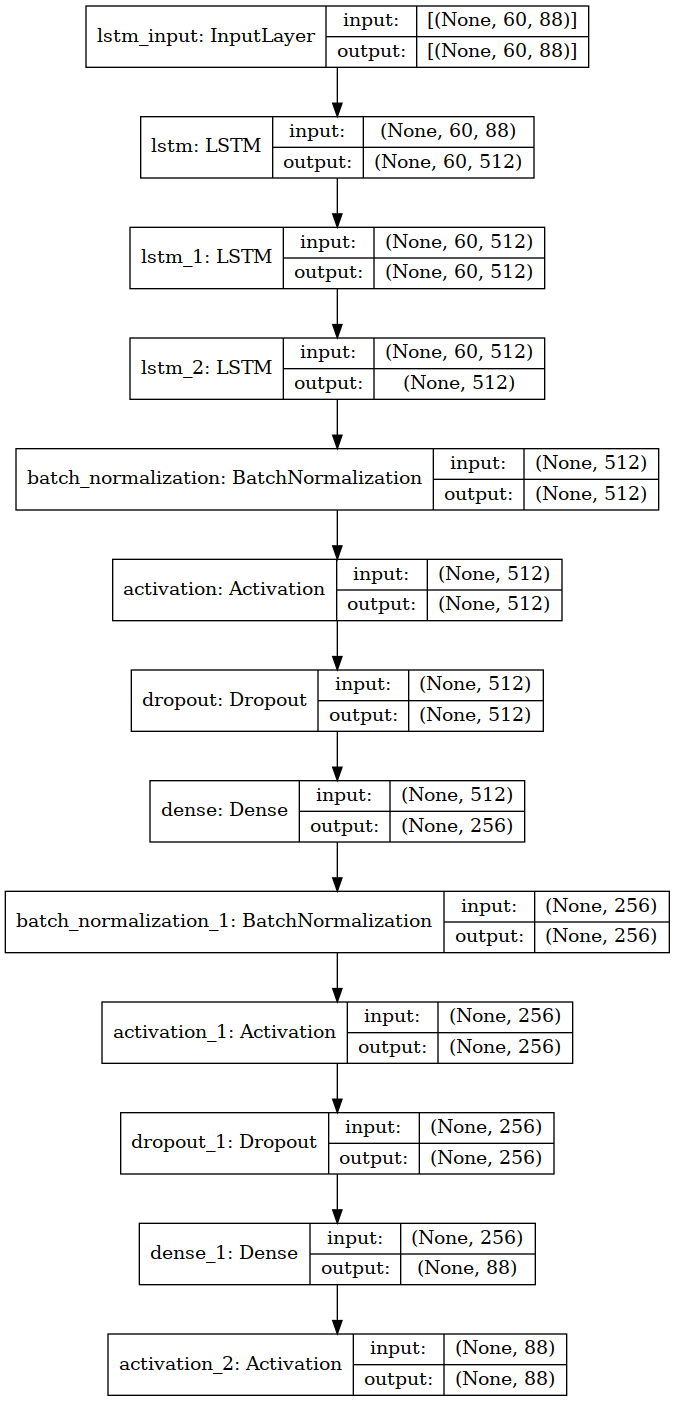 lstm_input: InputLayer
input: [(None, 60, 88)]
output: [(None, 60, 88)]
lstm: LSTM
input: (None, 60, 88)
output: (None, 60, 512)
lstm_1: LSTM
input: (None, 60, 512)
output: (None, 60, 512)
lstm_2: LSTM
input: (None, 60, 512)
output: (None, 512)
batch_normalization: BatchNormalization
input: (None, 512)
output: (None, 512)
activation: Activation
input: (None, 512)
output: (None, 512)
dropout: Dropout
input: (None, 512)
output: (None, 512)
dense: Dense
input: (None, 512)
output: (None, 256)
batch_normalization_1: BatchNormalization
input: (None, 256)
output: (None, 256)
activation_1: Activation
input: (None, 256)
output: (None, 256)
dropout_1: Dropout
input: (None, 256)
output: (None, 256)
dense_1: Dense
input: (None, 256)
output: (None, 88)
activation_2: Activation
input: (None, 88)
output: (None, 88)